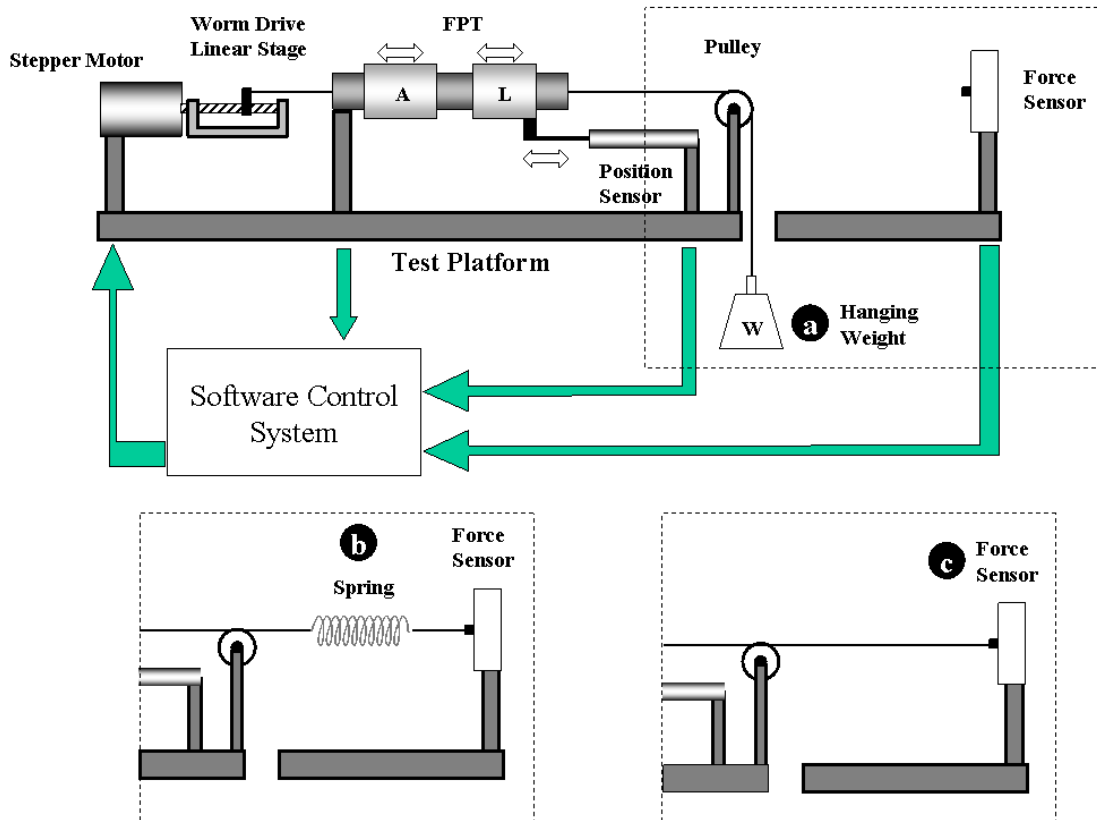 Worm Drive
Linear Stage
FPT
Stepper Motor
Pulley
Force
Sensor
A
L
Position
Sensor
Test Platform
W
a
Hanging
Weight
Software Control
System
b
Force
Sensor
Spring
c
Force
Sensor